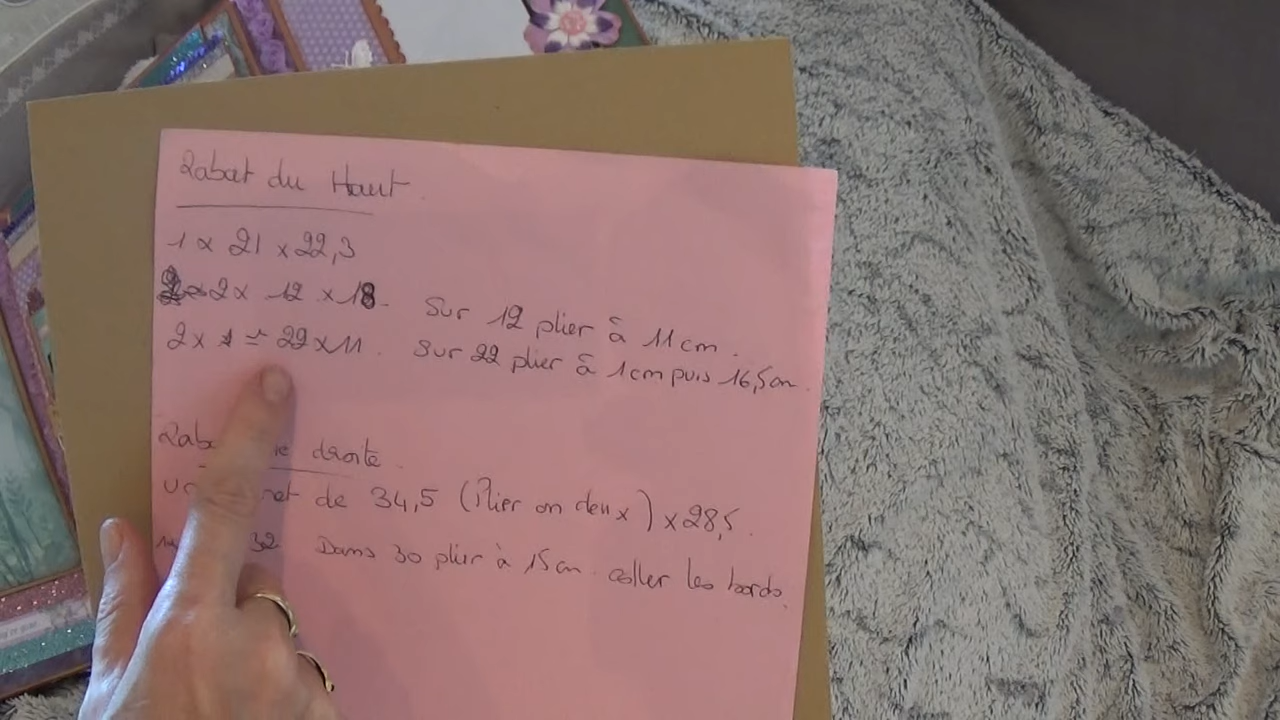 Rabat du Haut
1 x 21 x 22,3
2 x 12 x 18. Sur 12 plier à 11 cm.
2 x 22 x 11. Sur 22 plier à 1 cm puis 16,5 cm.
droite.
de 34,5 (Plier en deux) x 28,5.
32 Dans 30 plier à 15 cm. coller les bords.